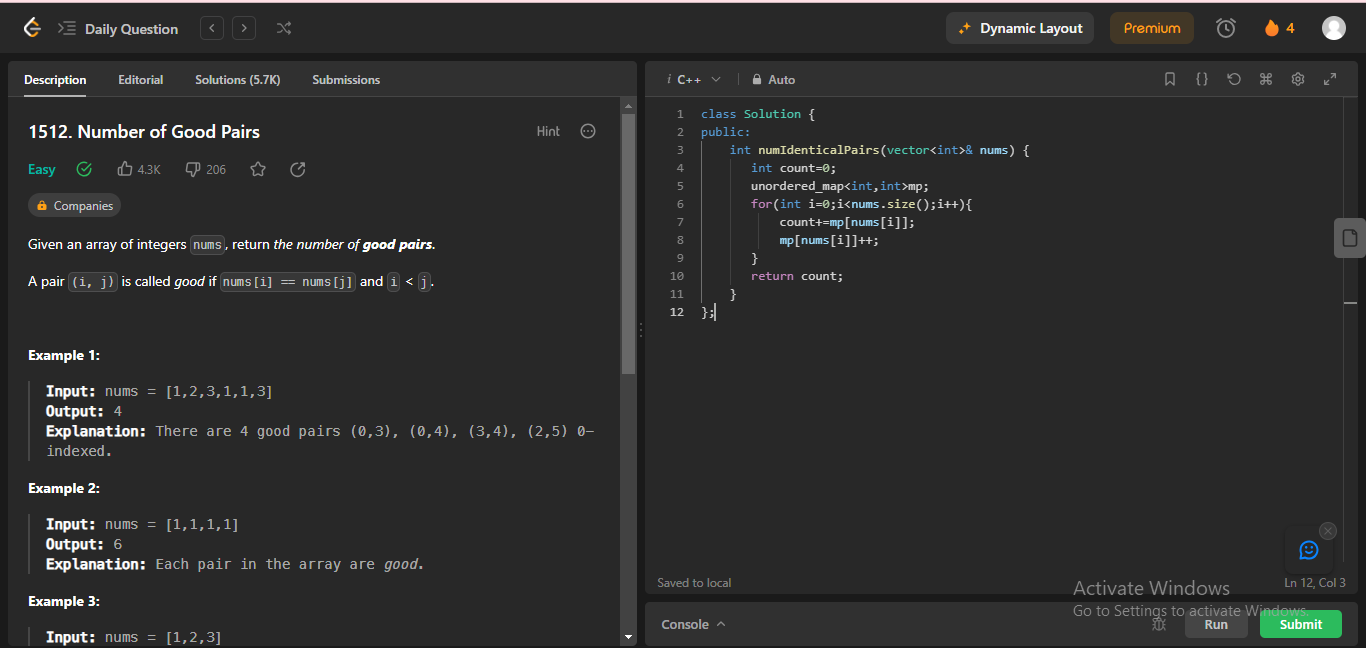 Daily Question
Dynamic Layout
Premium
4
Description
Editorial
Solutions (5.7K)
Submissions
1512. Number of Good Pairs
Hint
Easy
4.3K
206
Companies
Given an array of integers nums, return the number of good pairs.
A pair (i, j) is called good if nums[i] == nums[j] and i < j.
Example 1:
Input: nums = [1,2,3,1,1,3]
Output: 4
Explanation: There are 4 good pairs (0,3), (0,4), (3,4), (2,5) 0-
indexed.
Example 2:
Input: nums = [1,1,1,1]
Output: 6
Explanation: Each pair in the array are good.
Example 3:
Input: nums = [1,2,3]
i C++
Auto
1 class Solution {
2 public:
3 int numIdenticalPairs(vector<int>& nums) {
4 int count=0;
5 unordered_map<int,int>mp;
6 for(int i=0;i<nums.size();i++){
7 count+=mp[nums[i]];
8 mp[nums[i]]++;
9 }
10 return count;
11 }
12 };
Saved to local
Ln 12, Col 3
Activate Windows
Go to Settings to activate Windows.
Console
Run
Submit